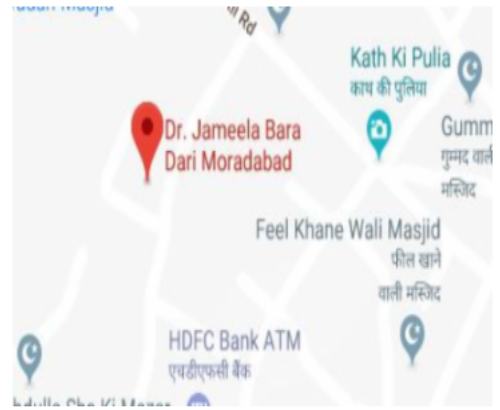 Rd
Kath Ki Pulia
काथ की पुलिया
Dr. Jameela Bara
Dari Moradabad
Gumm
गुम्मद वाली
मस्जिद
Feel Khane Wali Masjid
फील खाने
वाली मस्जिद
HDFC Bank ATM
एचडीएफसी बैंक